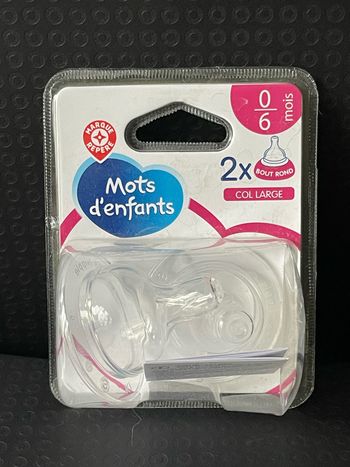 MARQUE
REPÈRE
Mots
d'enfants
0/6 mois
2x
BOUT ROND
COL LARGE